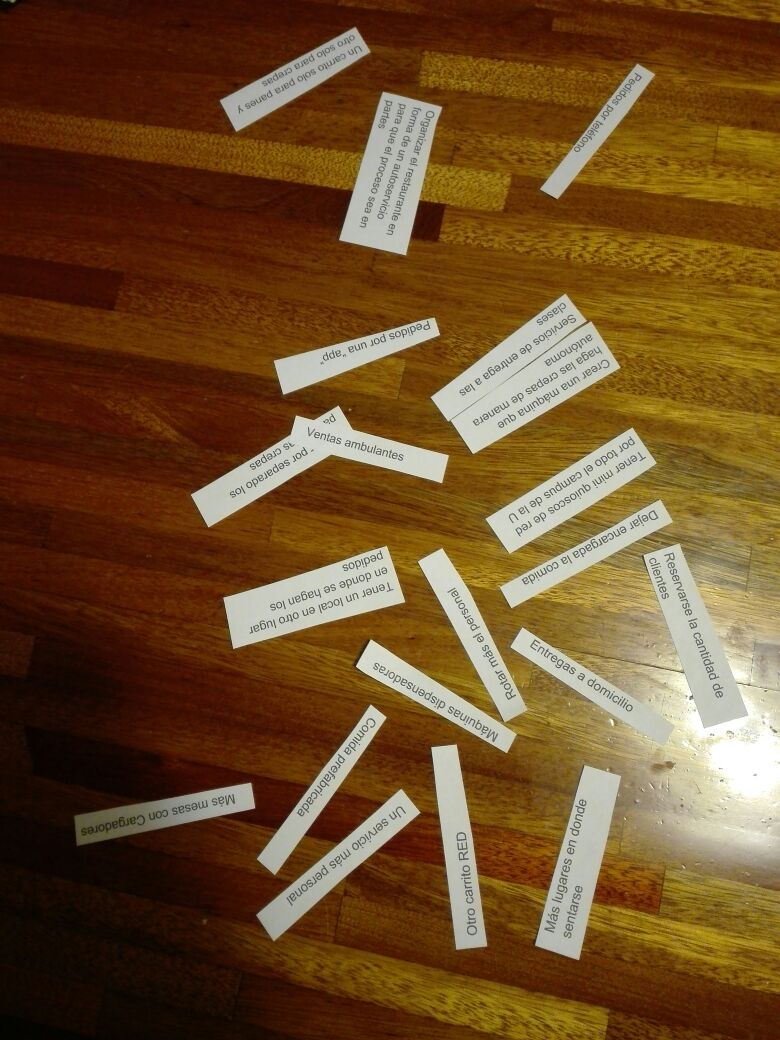 Un carrito solo para panes y
otro solo para crepas
Pedidos por teléfono
Organizar el restaurante en
forma de un autoservicio
para que el proceso sea en
partes
Pedidos por una "app"
Servicios de entrega a las
clases
Crear una máquina que
haga las crepas de manera
autónoma
Ventas ambulantes
por separado los
crepas
Tener mini quioscos de red
por todo el campus de la U
Dejar encargada la comida
Reservarse la cantidad de
clientes
Tener un local en otro lugar
en donde se hagan los
pedidos
Rotar más el personal
Entregas a domicilio
Máquinas dispensadoras
Comida prefabricada
Más mesas con Cargadores
Un servicio más personal
Otro carrito RED
Más lugares en donde
sentarse